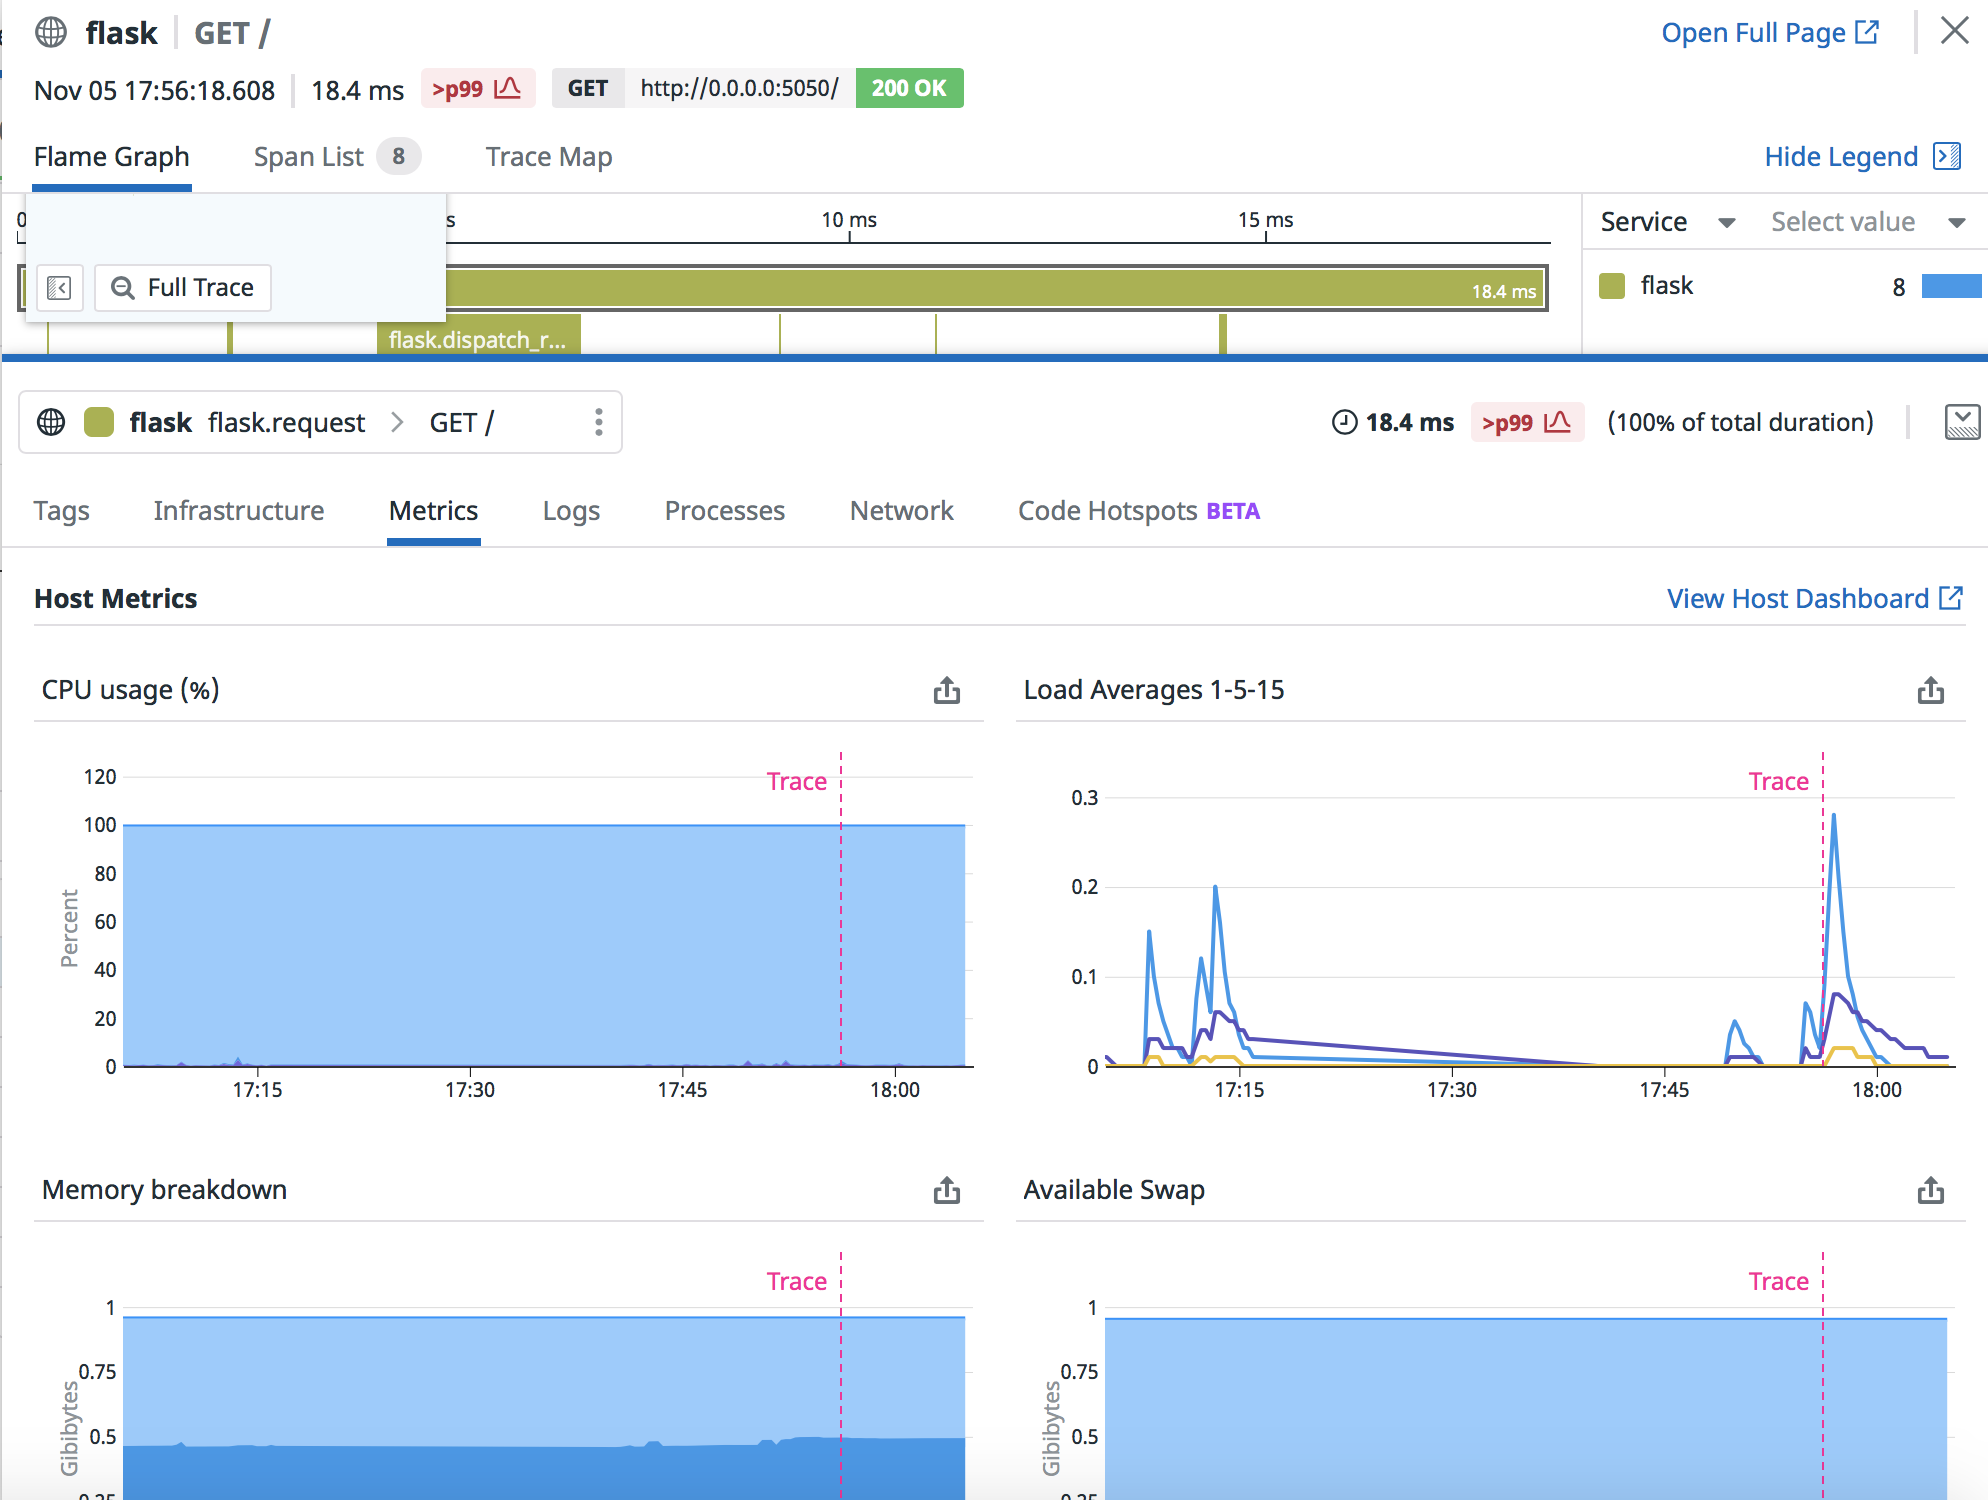 flask GET /
Open Full Page
Nov 05 17:56:18.608 18.4 ms >p99 GET http://0.0.0.0:5050/ 200 OK
Flame Graph Span List 8 Trace Map
Hide Legend
0 s 10 ms 15 ms
Service Select value
Full Trace
18.4 ms
flask 8
flask.dispatch_r...
flask flask.request > GET /
18.4 ms >p99 (100% of total duration)
Tags Infrastructure Metrics Logs Processes Network Code Hotspots BETA
Host Metrics
View Host Dashboard
CPU usage (%)
Trace
120
100
80
60
40
20
0
Percent
17:15 17:30 17:45 18:00
Load Averages 1-5-15
Trace
0.3
0.2
0.1
0
17:15 17:30 17:45 18:00
Memory breakdown
Trace
1
0.75
0.5
Gibibytes
Available Swap
Trace
1
0.75
0.5
Gibibytes